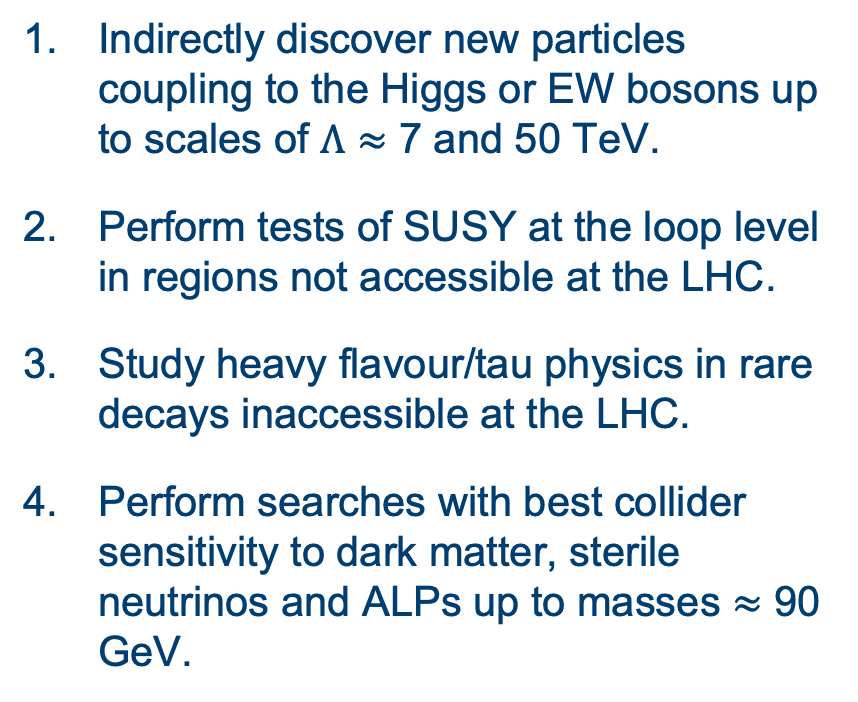 1. Indirectly discover new particles
coupling to the Higgs or EW bosons up
to scales of Λ ≈ 7 and 50 TeV.
2. Perform tests of SUSY at the loop level
in regions not accessible at the LHC.
3. Study heavy flavour/tau physics in rare
decays inaccessible at the LHC.
4. Perform searches with best collider
sensitivity to dark matter, sterile
neutrinos and ALPs up to masses ≈ 90
GeV.